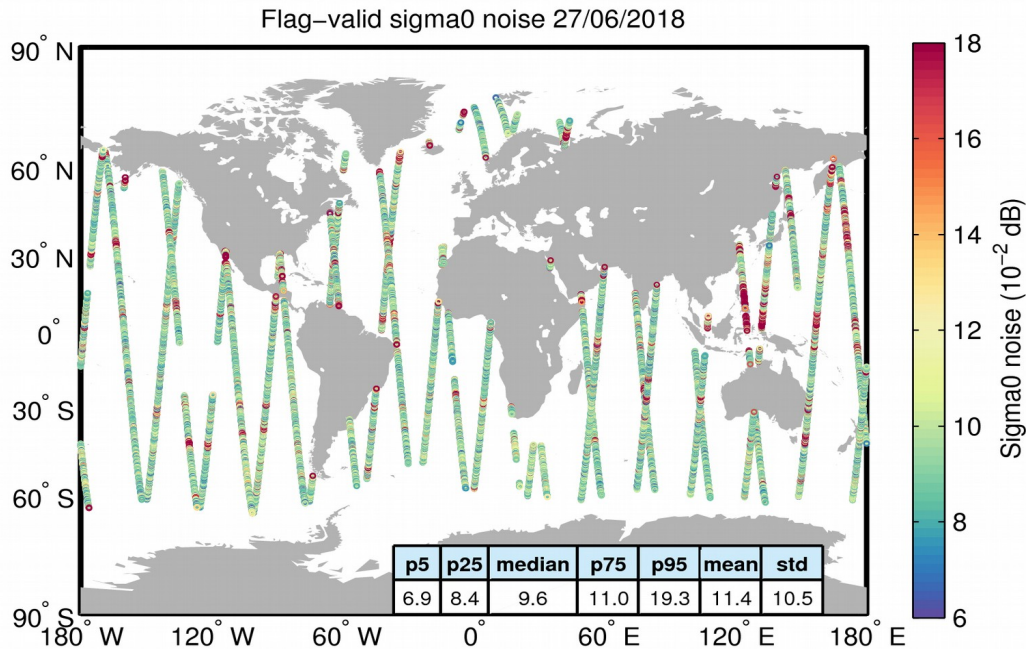 Flag−valid sigma0 noise 27/06/2018
90° N
60° N
30° N
0°
30° S
60° S
90° S
180° W
120° W
60° W
0°
60° E
120° E
180° E
p5 p25 median p75 p95 mean std
6.9 8.4 9.6 11.0 19.3 11.4 10.5
18
16
14
12
10
8
6
Sigma0 noise (10−2 dB)